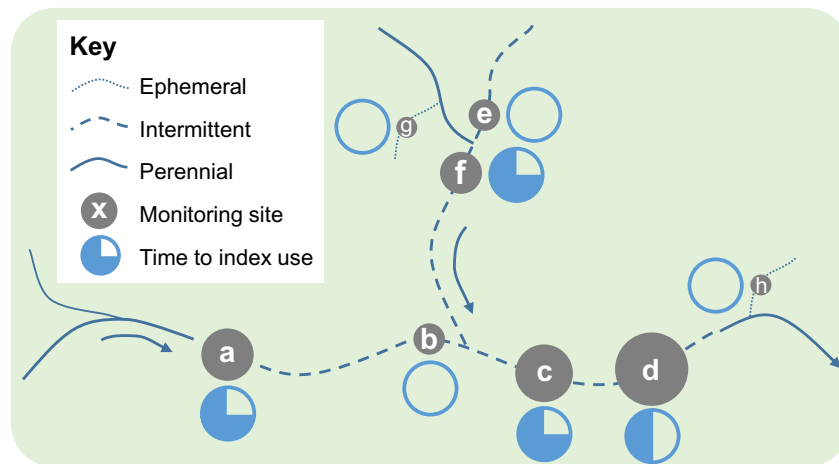 Key
Ephemeral
Intermittent
Perennial
x Monitoring site
Time to index use
g
e
f
h
a
b
c
d